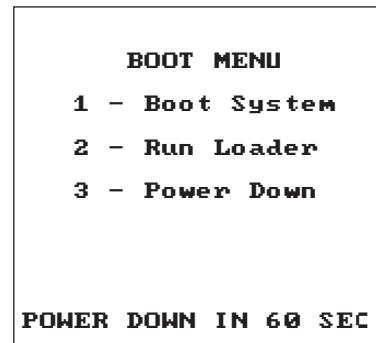 BOOT MENU
1 - Boot System
2 - Run Loader
3 - Power Down
POWER DOWN IN 60 SEC